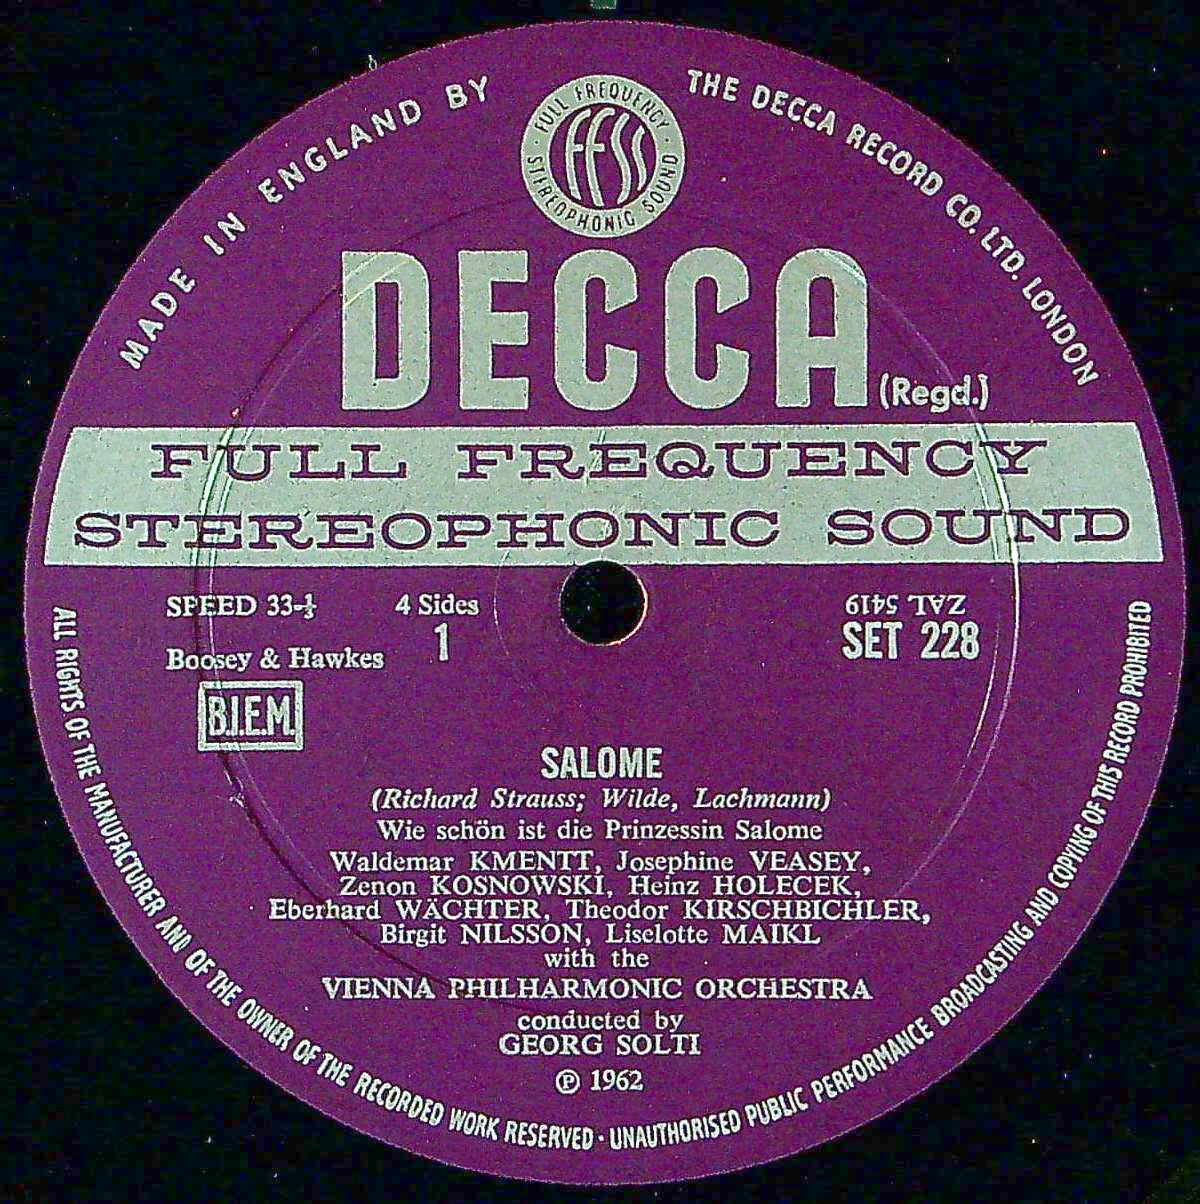 MADE IN ENGLAND BY
THE DECCA RECORD CO. LTD. LONDON
FULL FREQUENCY
STEREOPHONIC SOUND
FFSS
DECCA
(Regd.)
FULL FREQUENCY
STEREOPHONIC SOUND
SPEED 33-⅓
4 Sides
1
ZAL 5419
SET 228
Boosey & Hawkes
B.I.E.M.
SALOME
(Richard Strauss; Wilde, Lachmann)
Wie schön ist die Prinzessin Salome
Waldemar KMENTT, Josephine VEASEY,
Zenon KOSNOWSKI, Heinz HOLECEK,
Eberhard WÄCHTER, Theodor KIRSCHBICHLER,
Birgit NILSSON, Liselotte MAIKL
with the
VIENNA PHILHARMONIC ORCHESTRA
conducted by
GEORG SOLTI
℗ 1962
ALL RIGHTS OF THE MANUFACTURER AND OF THE OWNER OF THE RECORDED WORK RESERVED · UNAUTHORISED PUBLIC PERFORMANCE BROADCASTING AND COPYING OF THIS RECORD PROHIBITED